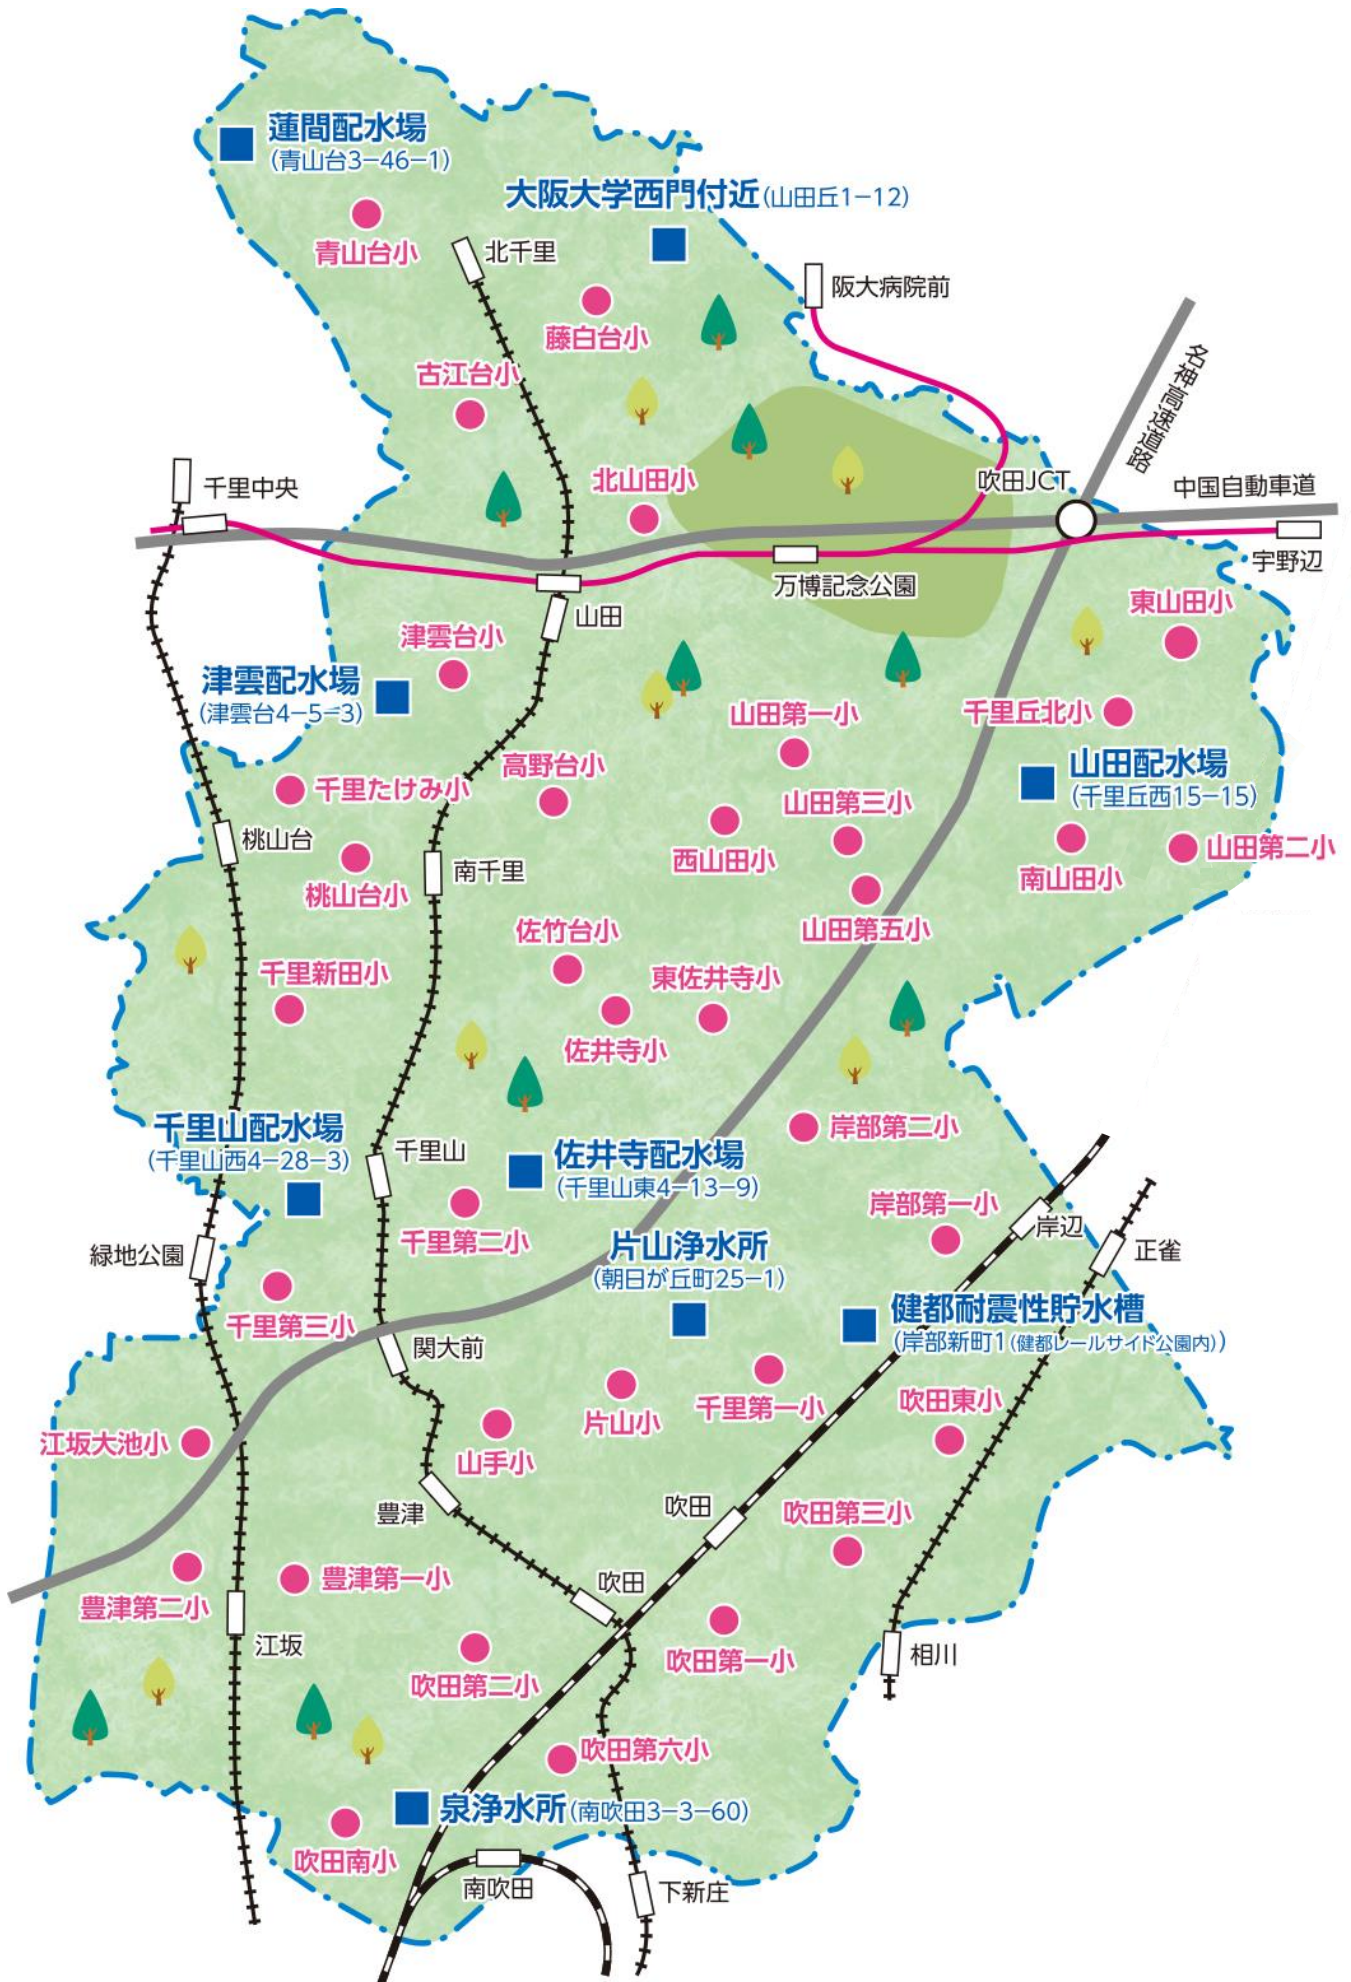 蓮間配水場
(青山台3−46−1)
大阪大学西門付近(山田丘1−12)
青山台小
北千里
阪大病院前
藤白台小
古江台小
名神高速道路
北山田小
吹田JCT
千里中央
中国自動車道
宇野辺
万博記念公園
山田
東山田小
津雲台小
津雲配水場
(津雲台4−5−3)
山田第一小
千里丘北小
高野台小
山田配水場
(千里丘西15−15)
千里たけみ小
山田第三小
桃山台
西山田小
山田第二小
南千里
南山田小
桃山台小
佐竹台小
山田第五小
千里新田小
東佐井寺小
佐井寺小
千里山配水場
(千里山西4−28−3)
岸部第二小
千里山
佐井寺配水場
(千里山東4−13−9)
岸部第一小
岸辺
千里第二小
片山浄水所
(朝日が丘町25−1)
緑地公園
正雀
健都耐震性貯水槽
(岸部新町1(健都レールサイド公園内))
千里第三小
関大前
千里第一小
吹田東小
片山小
江坂大池小
山手小
豊津
吹田
吹田第三小
豊津第一小
吹田
豊津第二小
江坂
吹田第一小
相川
吹田第二小
吹田第六小
泉浄水所(南吹田3−3−60)
吹田南小
南吹田
下新庄